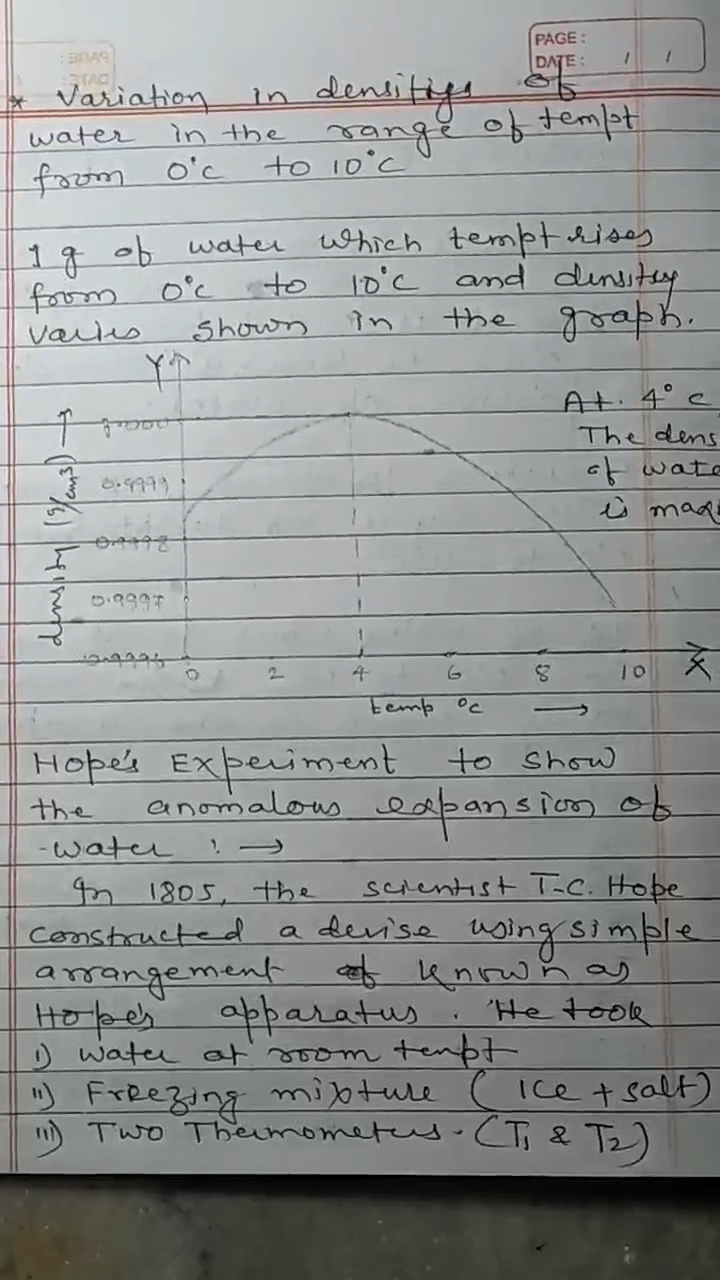 PAGE :
DATE : / /
* Variation in densities of
water in the range of tempt
from 0°c to 10°c
1 g of water which tempt rises
from 0°c to 10°c and density
varies shown in the graph.
Y
At. 4° c
The dens
of wate
is maxi
density (g/cm3) →
0.9999
0.9998
0.9997
0.9996
0 2 4 6 8 10 X
temp °c →
Hope's Experiment to show
the anomalous expansion of
water : →
In 1805, the scientist T.C. Hope
constructed a devise using simple
arrangement of known as
Hope's apparatus. He took
i) water at room tempt
ii) Freezing mixture (Ice + salt)
iii) Two Thermometers. (T1 & T2)